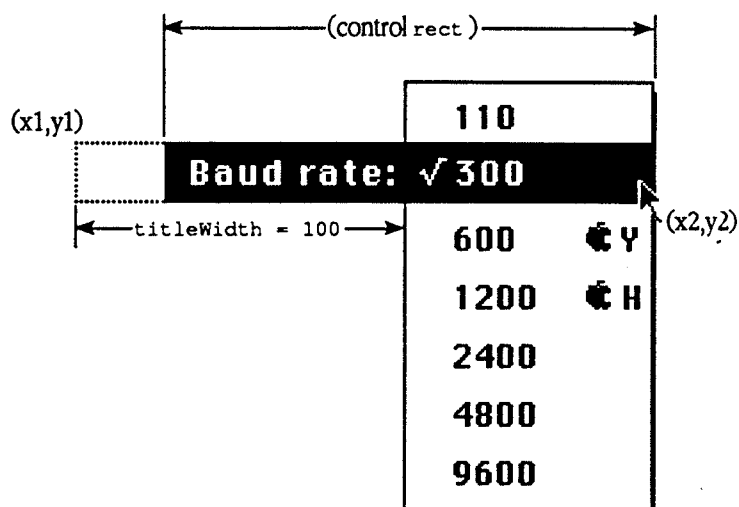 (control rect)
110
(x1,y1)
Baud rate: √ 300
(x2,y2)
titleWidth = 100
600 Y
1200 H
2400
4800
9600